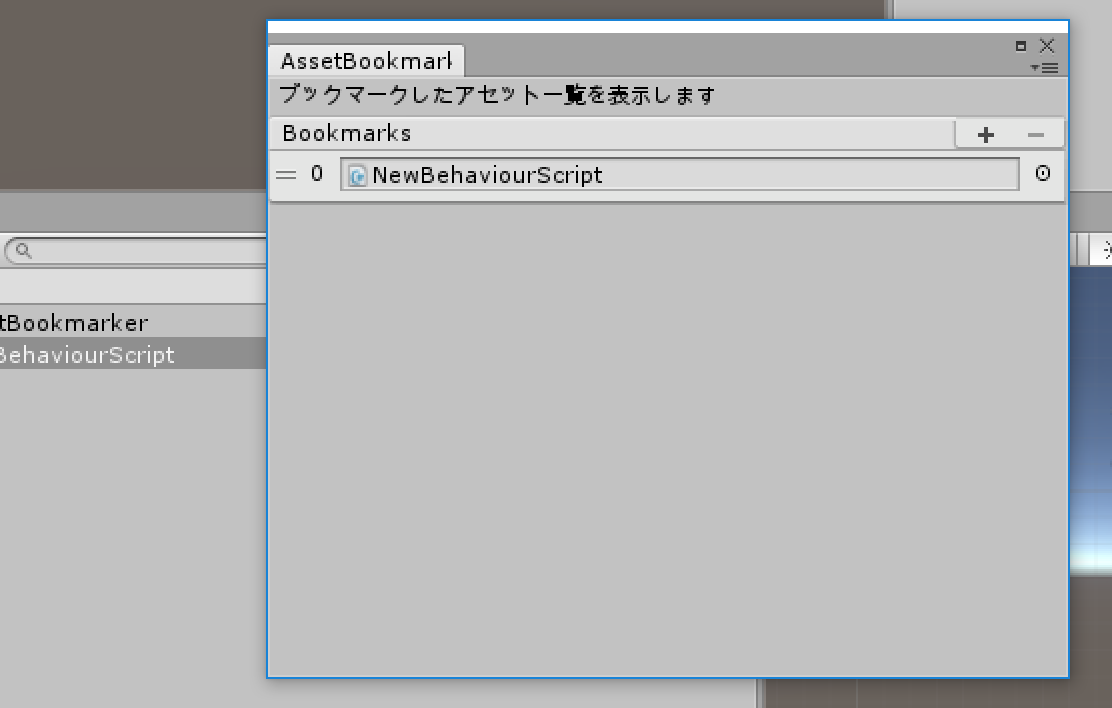 AssetBookmark
ブックマークしたアセット一覧を表示します
Bookmarks
0 NewBehaviourScript
tBookmarker
BehaviourScript